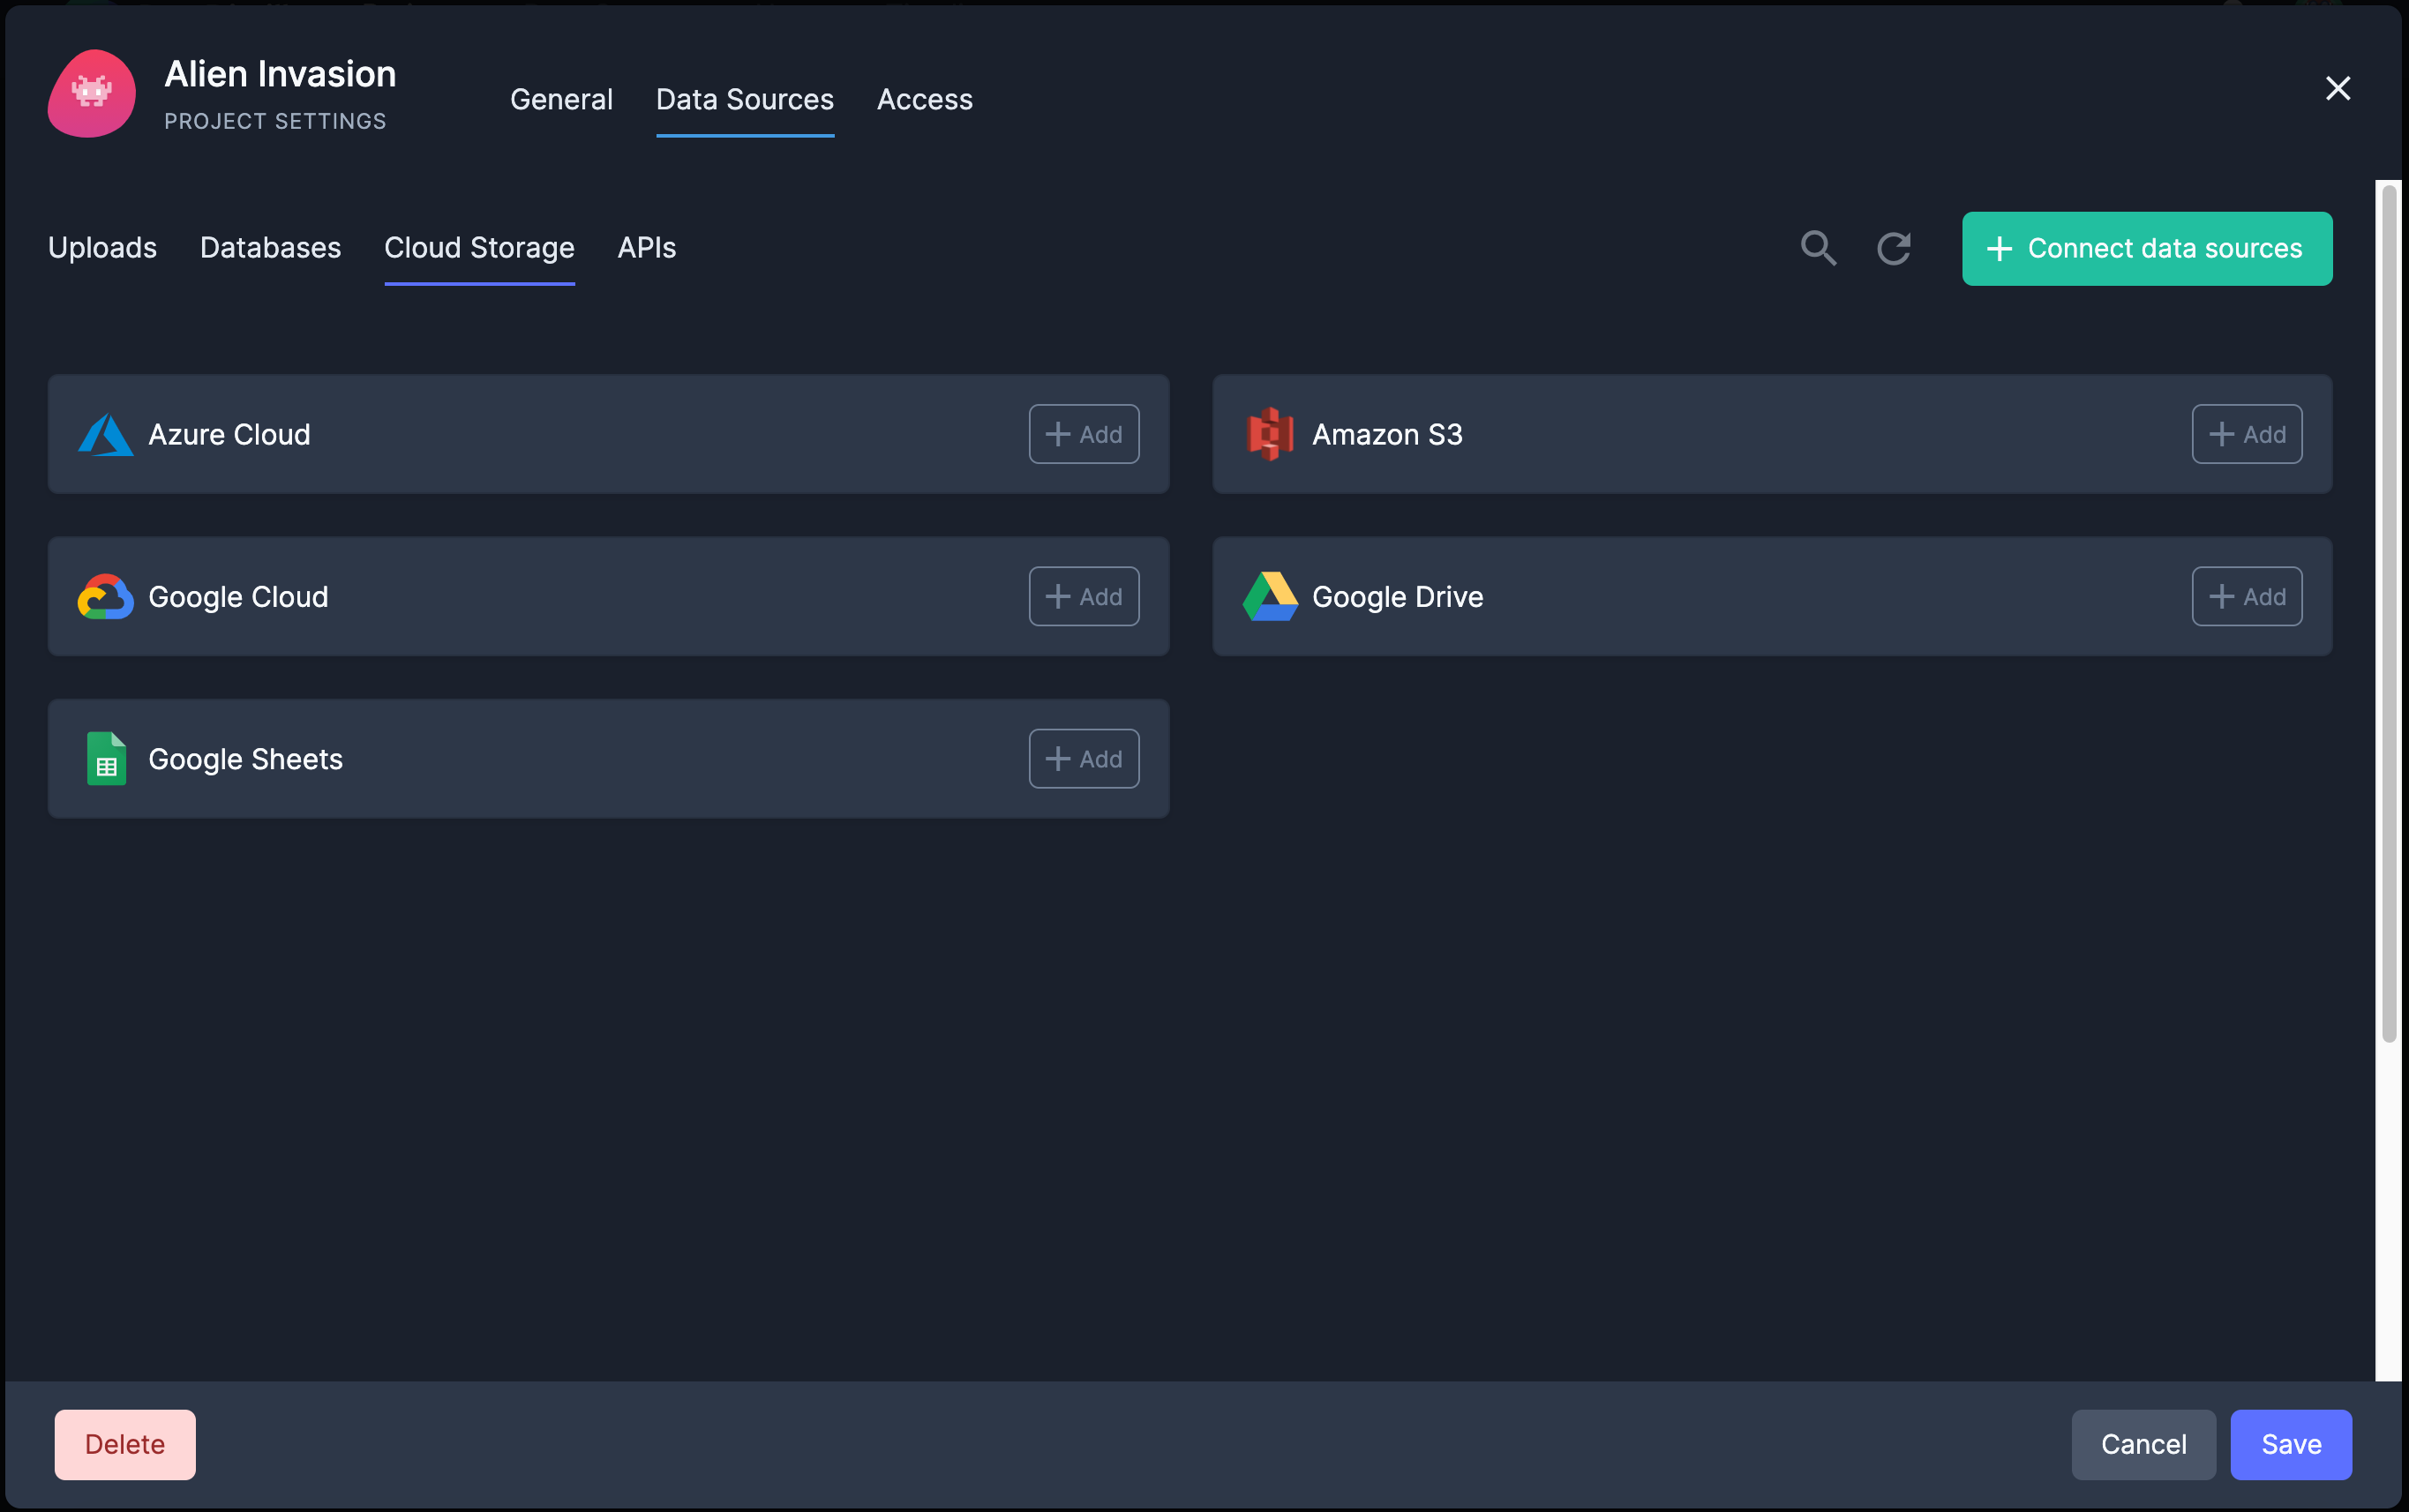 Alien Invasion
PROJECT SETTINGS
General Data Sources Access
Uploads Databases Cloud Storage APIs
Connect data sources
Azure Cloud
Add
Amazon S3
Add
Google Cloud
Add
Google Drive
Add
Google Sheets
Add
Delete
Cancel
Save